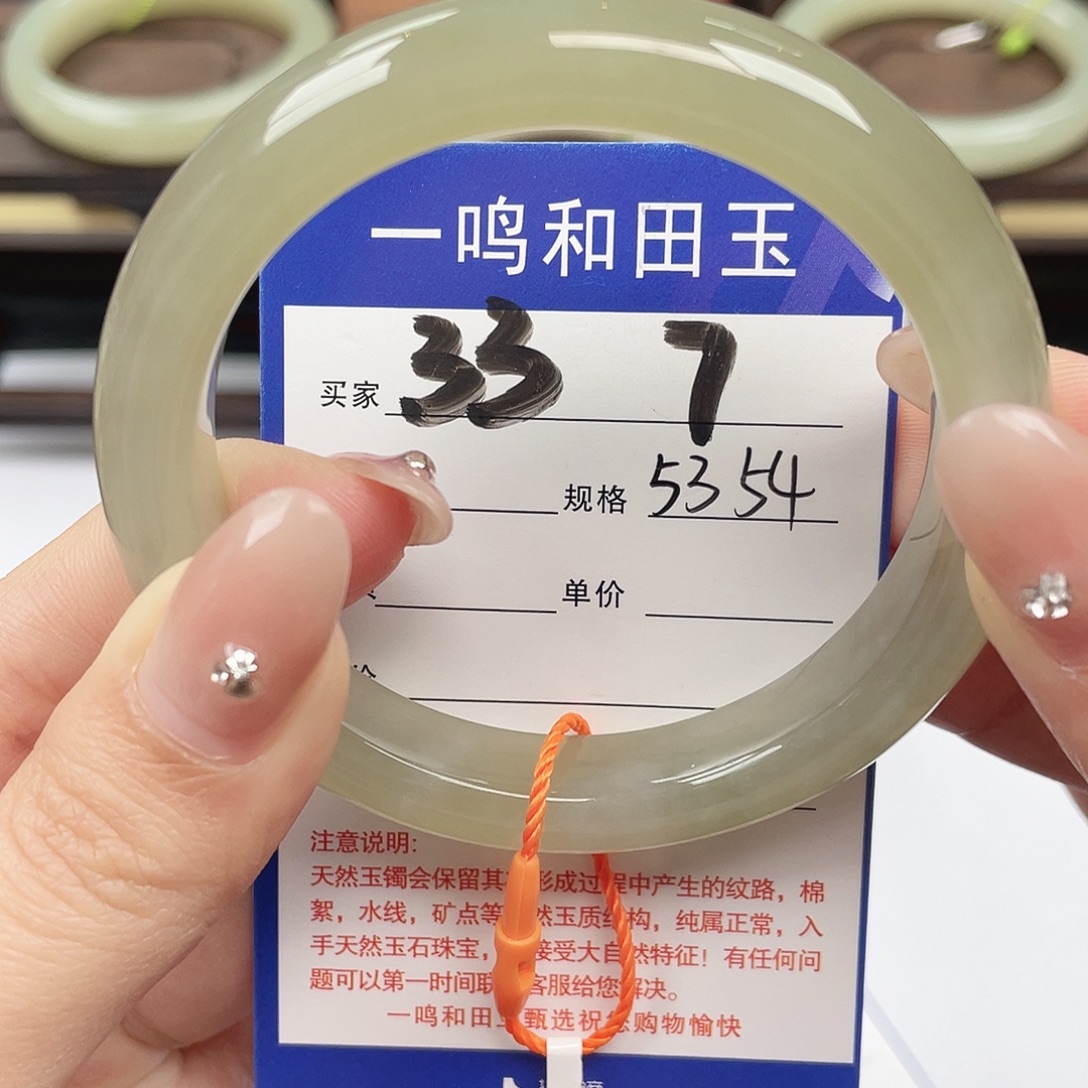 一鸣和田玉
买家 33 7
规格 5354
单价
价
注意说明:
天然玉镯会保留其 形成过程中产生的纹路，棉
絮，水线，矿点等 然玉质结构，纯属正常，入
手天然玉石珠宝， 接受大自然特征！有任何问
题可以第一时间联 客服给您解决。
一鸣和田玉甄选祝您购物愉快